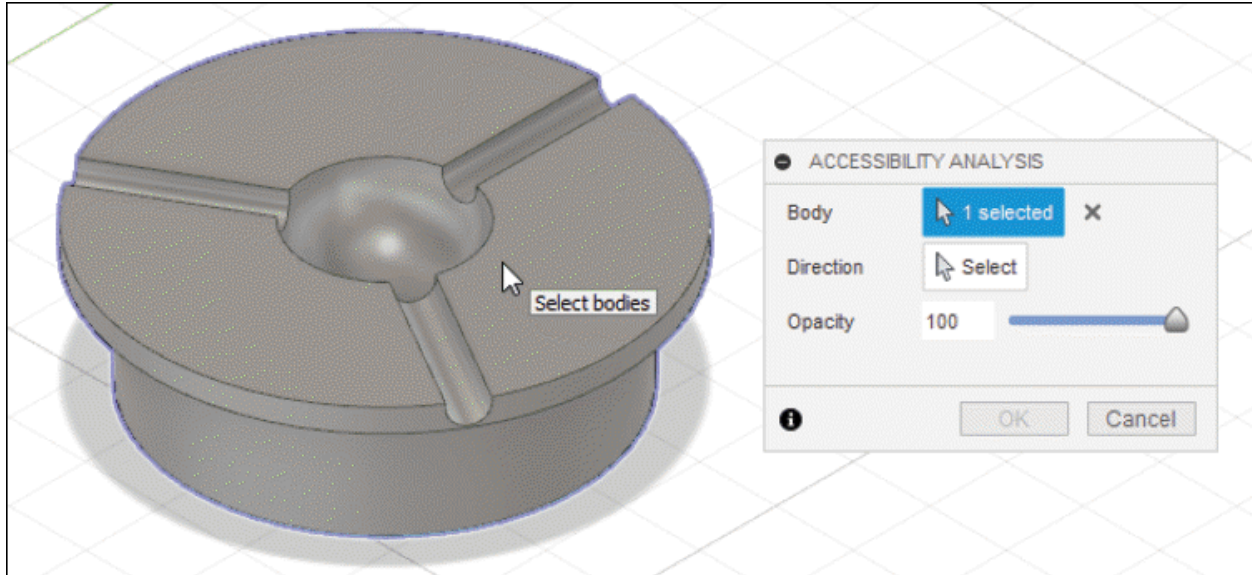 ACCESSIBILITY ANALYSIS
Body 1 selected
Direction Select
Opacity 100
OK Cancel
Select bodies